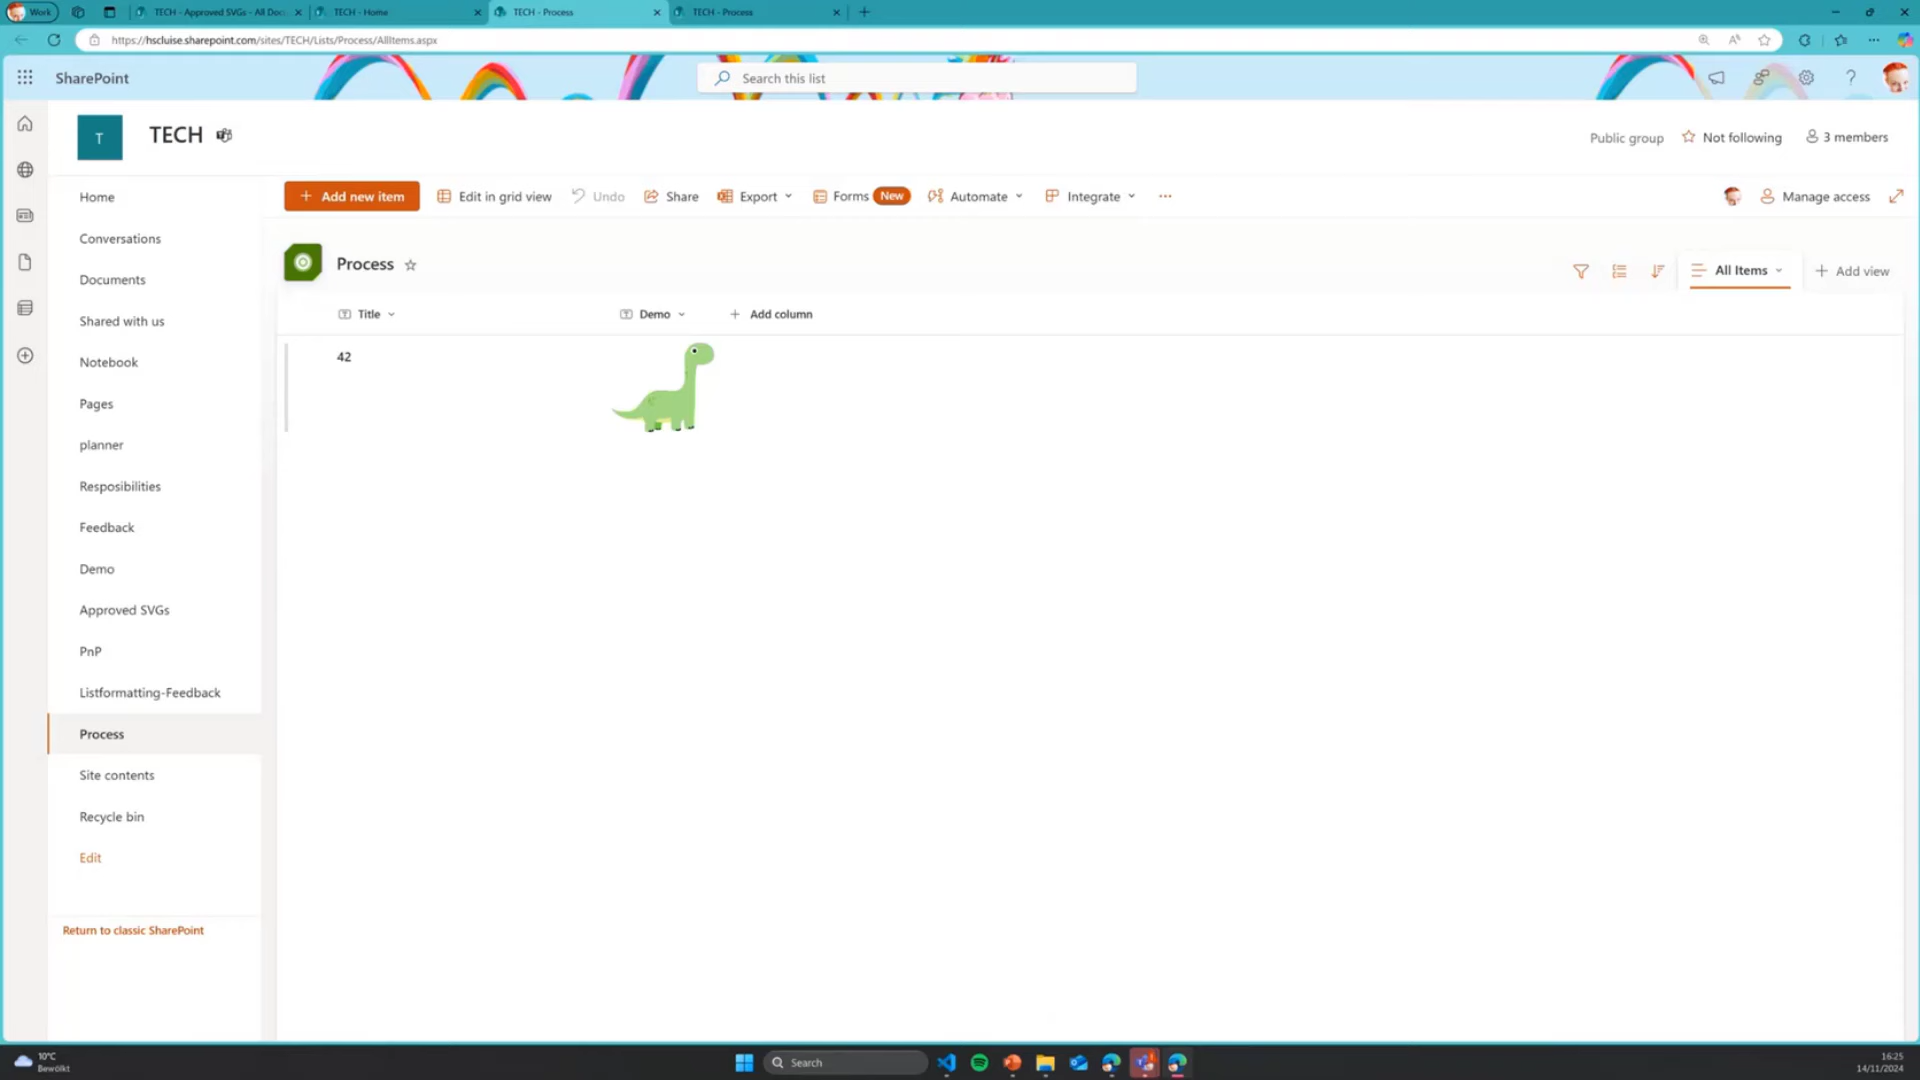 Work
TECH - Approved SVGs - All Doc
TECH - Home
TECH - Process
TECH - Process
https://hscluise.sharepoint.com/sites/TECH/Lists/Process/AllItems.aspx
SharePoint
Search this list
T
TECH
Public group
Not following
3 members
Home
Conversations
Documents
Shared with us
Notebook
Pages
planner
Resposibilities
Feedback
Demo
Approved SVGs
PnP
Listformatting-Feedback
Process
Site contents
Recycle bin
Edit
Return to classic SharePoint
+ Add new item
Edit in grid view
Undo
Share
Export
Forms
New
Automate
Integrate
Manage access
Process
All Items
+ Add view
Title
Demo
+ Add column
42
10°C
Bewölkt
Search
16:25
14/11/2024